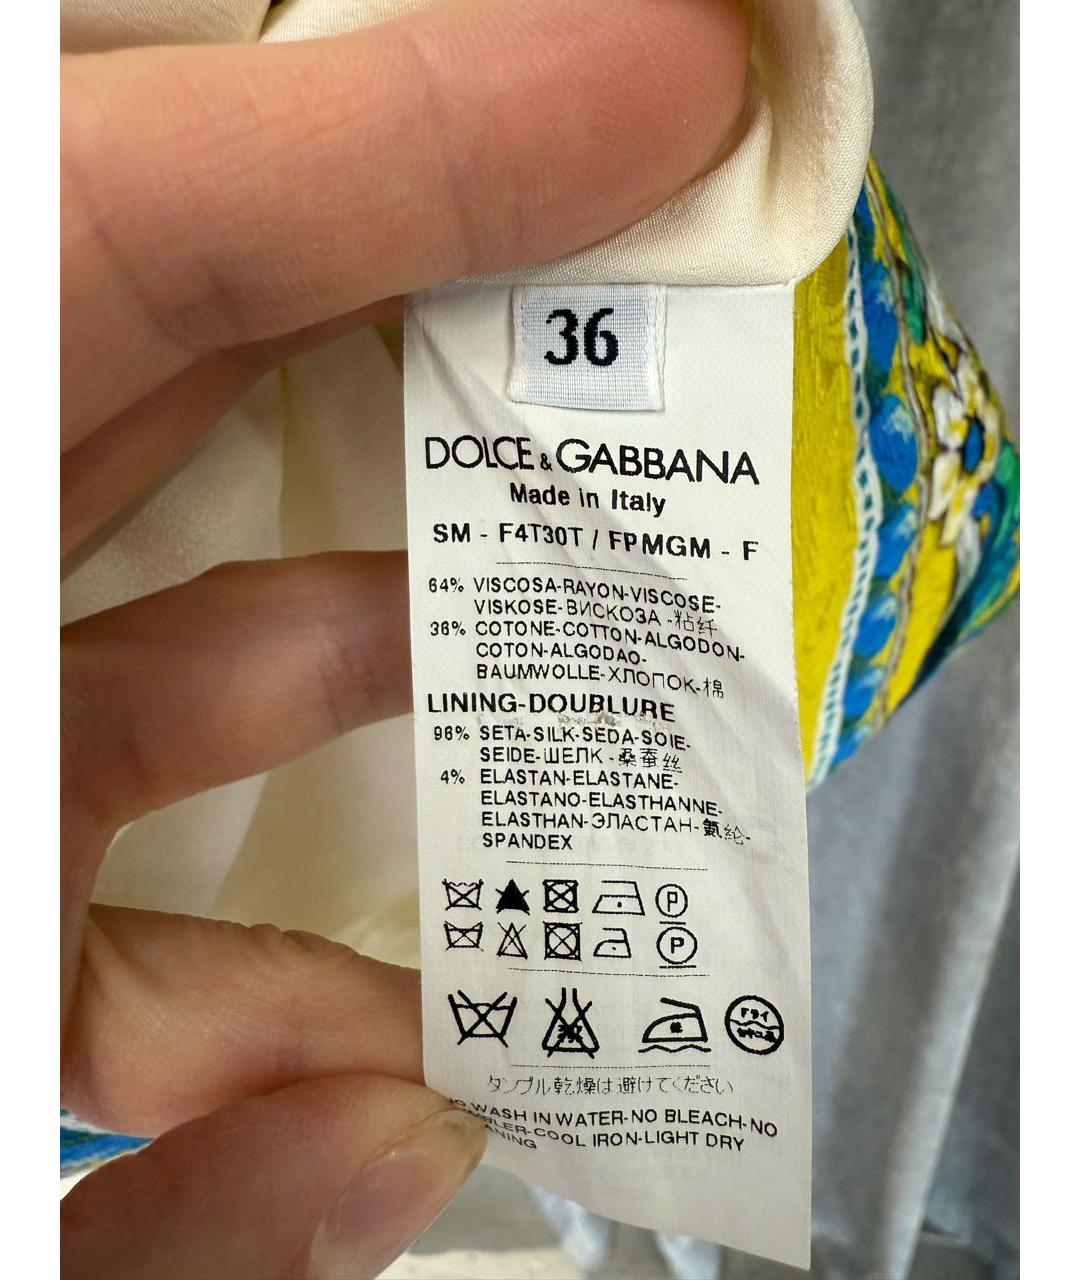 36
DOLCE & GABBANA
Made in Italy
SM - F4T30T / FPMGM - F
64% VISCOSA-RAYON-VISCOSE-
VISKOSE-ВИСКОЗА-粘纤
36% COTONE-COTTON-ALGODON-
COTON-ALGODAO-
BAUMWOLLE-ХЛОПОК-棉
LINING-DOUBLURE
96% SETA-SILK-SEDA-SOIE-
SEIDE-ШЕЛК-桑蚕丝
4% ELASTAN-ELASTANE-
ELASTANO-ELASTHANNE-
ELASTHAN-ЭЛАСТАН-氨纶-
SPANDEX
P
P
ドライ
タンブル乾燥は避けてください
WASH IN WATER-NO BLEACH-NO
COOL IRON-LIGHT DRY